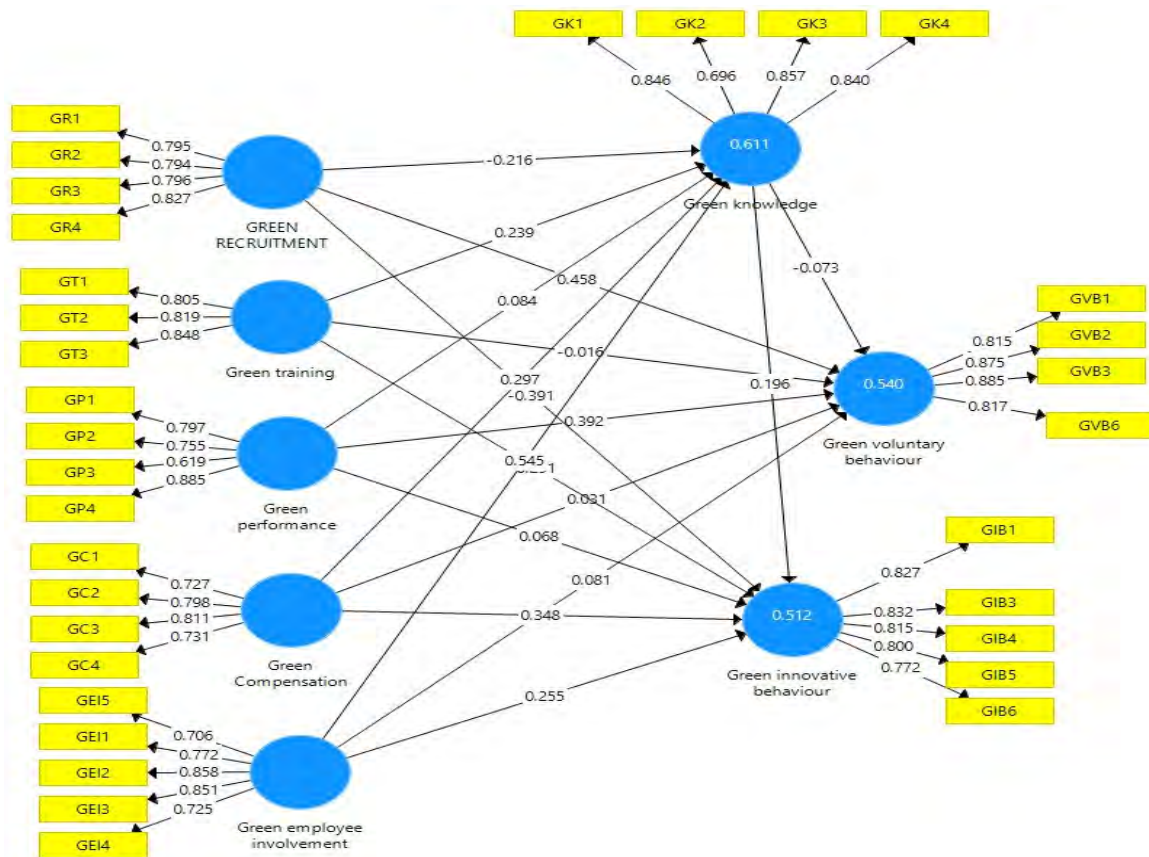 GK1
GK2
GK3
GK4
0.846
0.696
0.857
0.840
GR1
GR2
GR3
GR4
0.795
0.794
0.796
0.827
GREEN
RECRUITMENT
-0.216
0.611
Green knowledge
GT1
GT2
GT3
0.805
0.819
0.848
Green training
0.239
0.458
-0.073
0.084
-0.016
0.196
GVB1
GVB2
GVB3
GVB6
0.815
0.875
0.885
0.817
0.540
Green voluntary
behaviour
GP1
GP2
GP3
GP4
0.797
0.755
0.619
0.885
Green
performance
0.297
-0.391
0.392
0.545
0.031
0.068
0.081
GC1
GC2
GC3
GC4
0.727
0.798
0.811
0.731
Green
Compensation
0.348
0.512
Green innovative
behaviour
GIB1
GIB3
GIB4
GIB5
GIB6
0.827
0.832
0.815
0.800
0.772
GEI5
GEI1
GEI2
GEI3
GEI4
0.706
0.772
0.858
0.851
0.725
Green employee
involvement
0.255